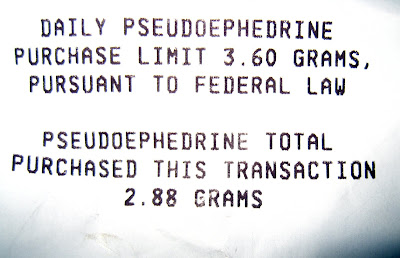 DAILY PSEUDOEPHEDRINE
PURCHASE LIMIT 3.60 GRAMS,
PURSUANT TO FEDERAL LAW
PSEUDOEPHEDRINE TOTAL
PURCHASED THIS TRANSACTION
2.88 GRAMS